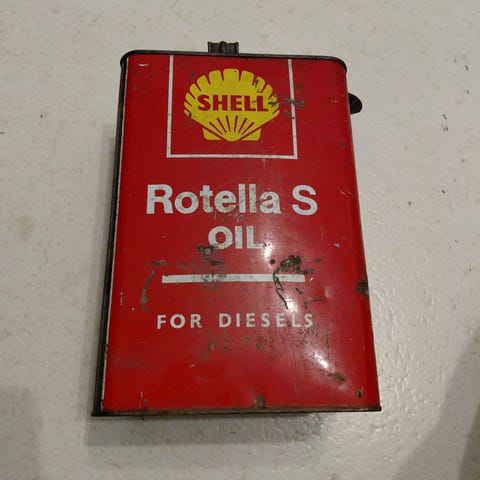 SHELL
Rotella S
OIL
FOR DIESELS